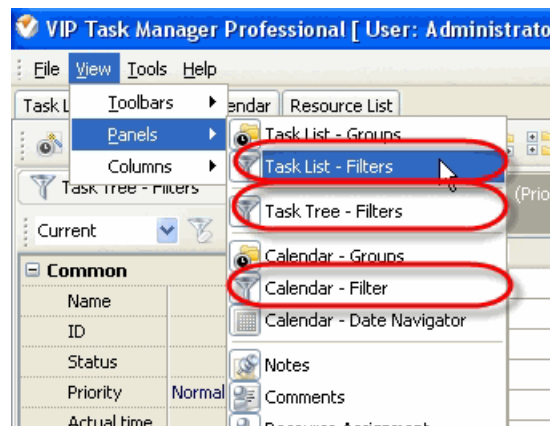 VIP Task Manager Professional [ User: Administrato
File View Tools Help
Task L
endar
Resource List
Toolbars
Panels
Columns
Task List - Groups
Task List - Filters
Task Tree - Filters
Calendar - Groups
Calendar - Filter
Calendar - Date Navigator
Notes
Comments
Resource Assignment
Task Tree - Filters
(Prio
Current
Common
Name
ID
Status
Priority Normal
Actual time